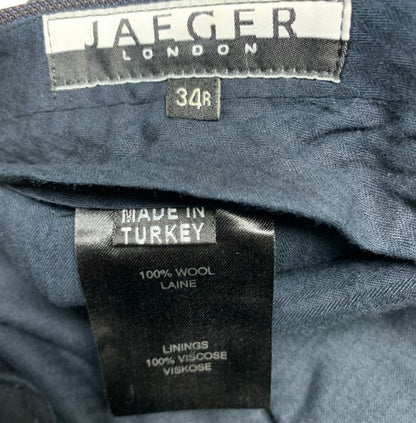 JAEGER
LONDON
34R
MADE IN
TURKEY
100% WOOL
LAINE
LININGS
100% VISCOSE
VISKOSE